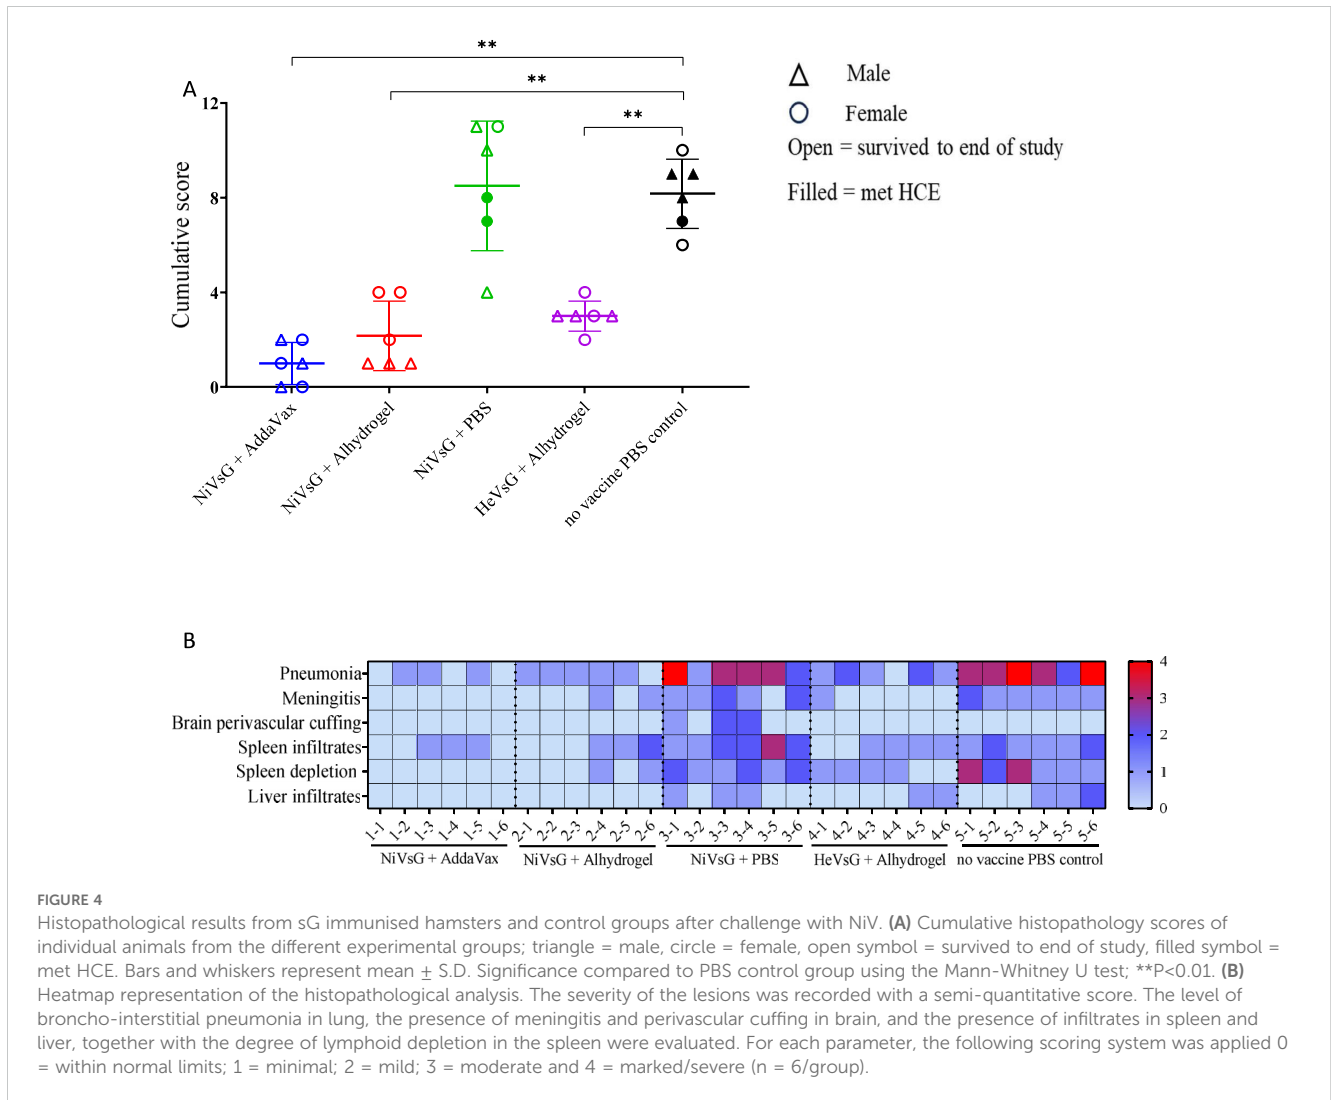 **
**
**
A
12
8
4
0
Cumulative score
NiVsG + AddaVax
NiVsG + Alhydrogel
NiVsG + PBS
HeVsG + Alhydrogel
no vaccine PBS control
Male
Female
Open = survived to end of study
Filled = met HCE
B
Pneumonia
Meningitis
Brain perivascular cuffing
Spleen infiltrates
Spleen depletion
Liver infiltrates
4
3
2
1
0
1-1 1-2 1-3 1-4 1-5 1-6 2-1 2-2 2-3 2-4 2-5 2-6 3-1 3-2 3-3 3-4 3-5 3-6 4-1 4-2 4-3 4-4 4-5 4-6 5-1 5-2 5-3 5-4 5-5 5-6
NiVsG + AddaVax NiVsG + Alhydrogel NiVsG + PBS HeVsG + Alhydrogel no vaccine PBS control
FIGURE 4
Histopathological results from sG immunised hamsters and control groups after challenge with NiV. (A) Cumulative histopathology scores of
individual animals from the different experimental groups; triangle = male, circle = female, open symbol = survived to end of study, filled symbol =
met HCE. Bars and whiskers represent mean ± S.D. Significance compared to PBS control group using the Mann-Whitney U test; **P<0.01. (B)
Heatmap representation of the histopathological analysis. The severity of the lesions was recorded with a semi-quantitative score. The level of
broncho-interstitial pneumonia in lung, the presence of meningitis and perivascular cuffing in brain, and the presence of infiltrates in spleen and
liver, together with the degree of lymphoid depletion in the spleen were evaluated. For each parameter, the following scoring system was applied 0
= within normal limits; 1 = minimal; 2 = mild; 3 = moderate and 4 = marked/severe (n = 6/group).